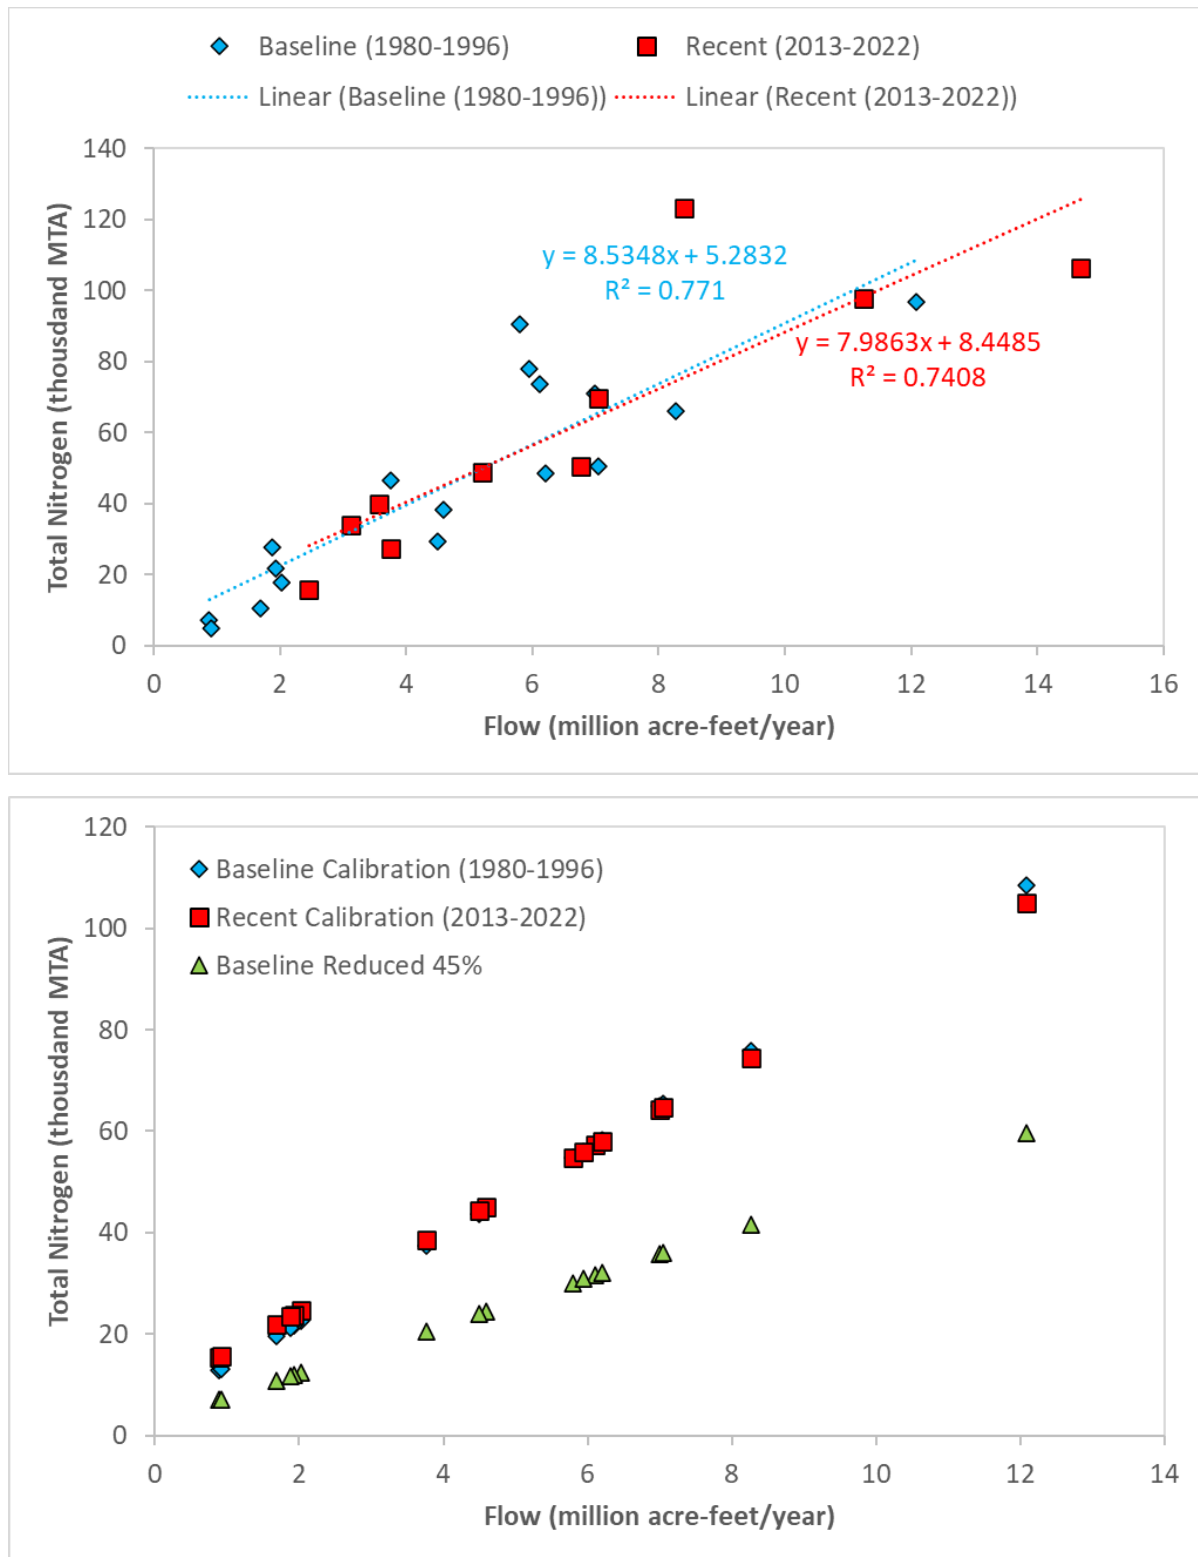 Baseline (1980-1996) Recent (2013-2022)
Linear (Baseline (1980-1996)) Linear (Recent (2013-2022))
140
120
100
80
60
40
20
0
Total Nitrogen (thousdand MTA)
y = 8.5348x + 5.2832
R² = 0.771
y = 7.9863x + 8.4485
R² = 0.7408
0 2 4 6 8 10 12 14 16
Flow (million acre-feet/year)
120
100
80
60
40
20
0
Total Nitrogen (thousdand MTA)
Baseline Calibration (1980-1996)
Recent Calibration (2013-2022)
Baseline Reduced 45%
0 2 4 6 8 10 12 14
Flow (million acre-feet/year)